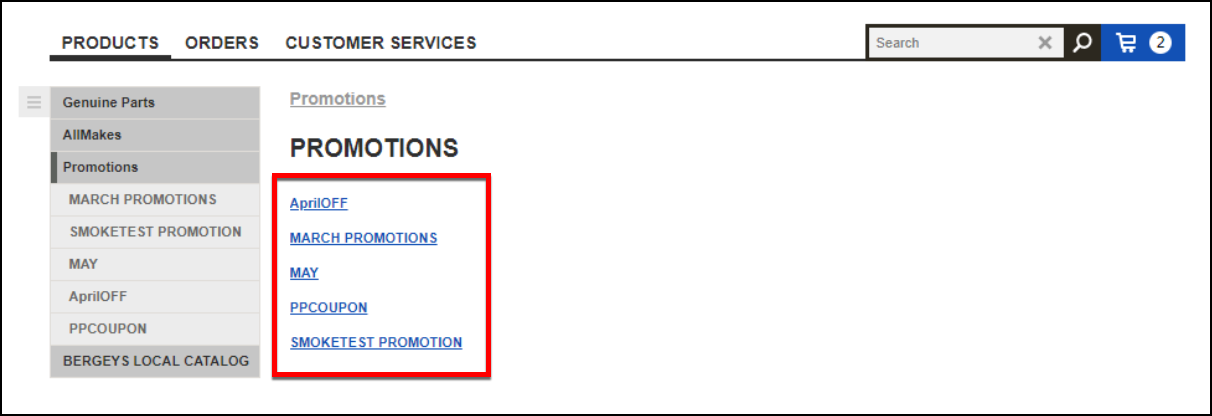 PRODUCTS ORDERS CUSTOMER SERVICES Search 2
Genuine Parts
AllMakes
Promotions
MARCH PROMOTIONS
SMOKETEST PROMOTION
MAY
AprilOFF
PPCOUPON
BERGEYS LOCAL CATALOG
Promotions
PROMOTIONS
AprilOFF
MARCH PROMOTIONS
MAY
PPCOUPON
SMOKETEST PROMOTION